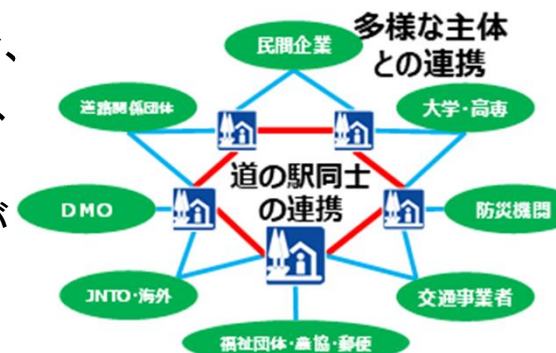 、
、
が
多様な主体
との連携
民間企業
道路関係団体
大学・高専
道の駅同士
の連携
DMO
防災機関
JNTO・海外
交通事業者
福祉団体・農協・郵便